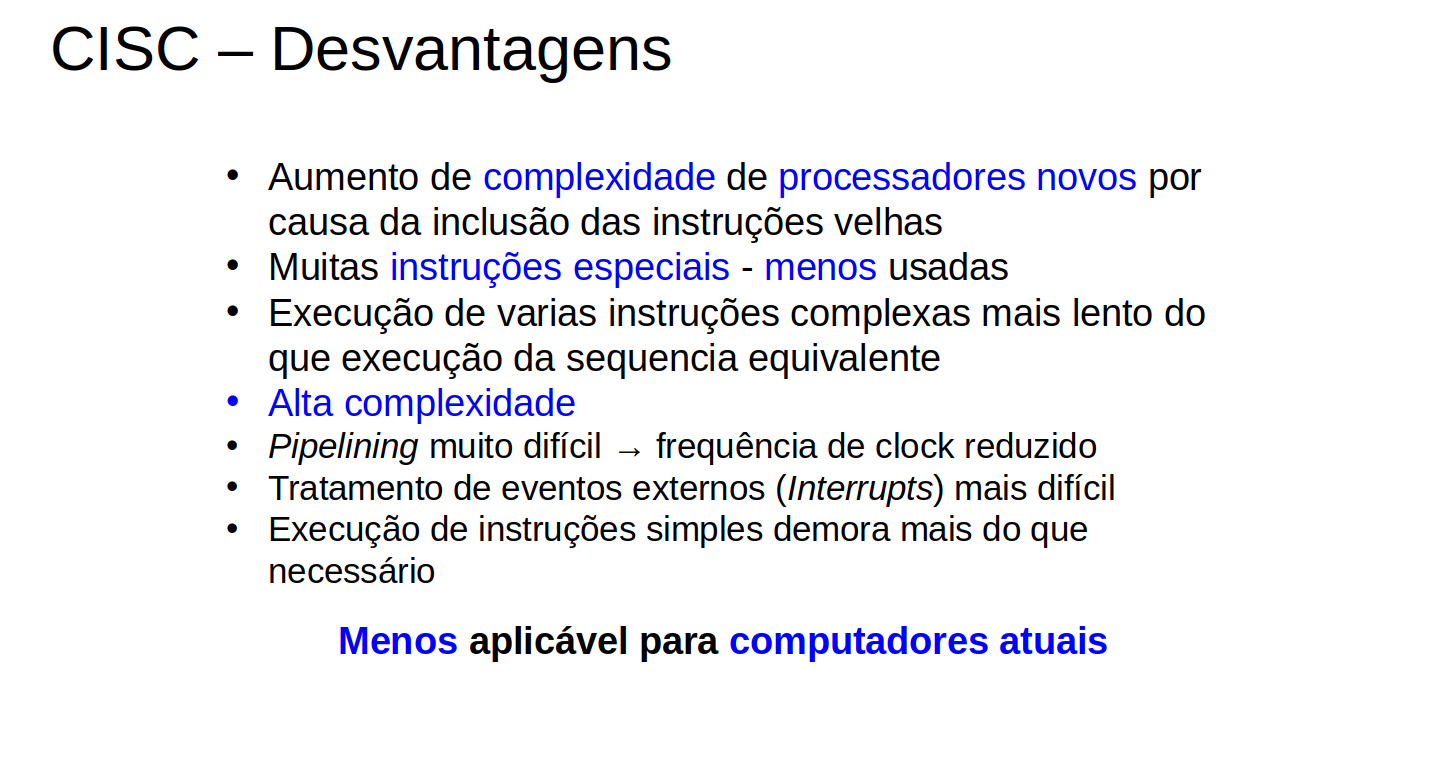 CISC – Desvantagens
• Aumento de complexidade de processadores novos por
causa da inclusão das instruções velhas
• Muitas instruções especiais - menos usadas
• Execução de varias instruções complexas mais lento do
que execução da sequencia equivalente
• Alta complexidade
• Pipelining muito difícil → frequência de clock reduzido
• Tratamento de eventos externos (Interrupts) mais difícil
• Execução de instruções simples demora mais do que
necessário
Menos aplicável para computadores atuais